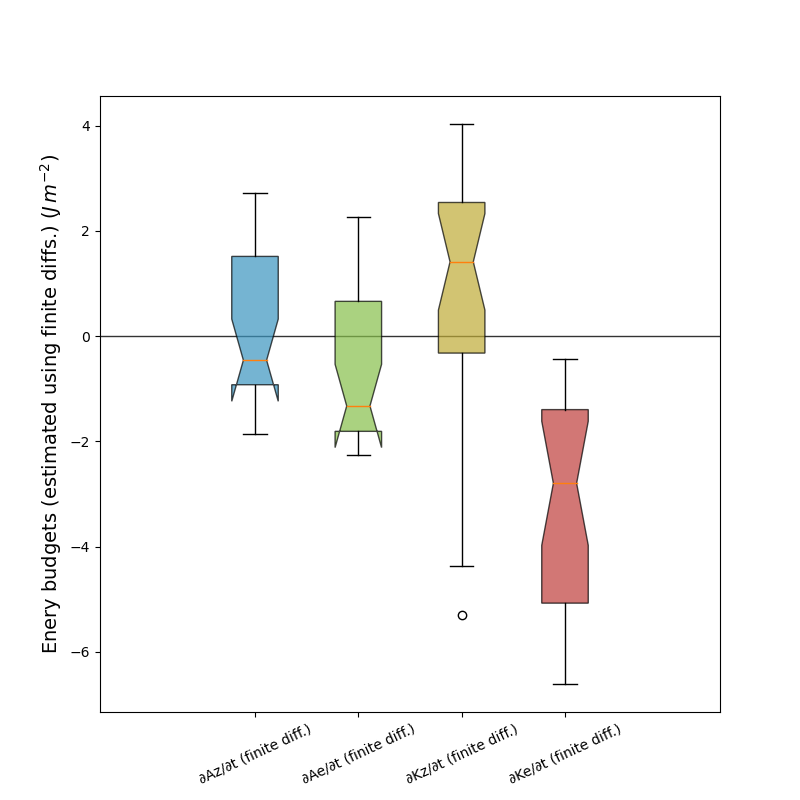 Enery budgets (estimated using finite diffs.) (J m⁻²)
4
2
0
−2
−4
−6
∂Az/∂t (finite diff.)
∂Ae/∂t (finite diff.)
∂Kz/∂t (finite diff.)
∂Ke/∂t (finite diff.)